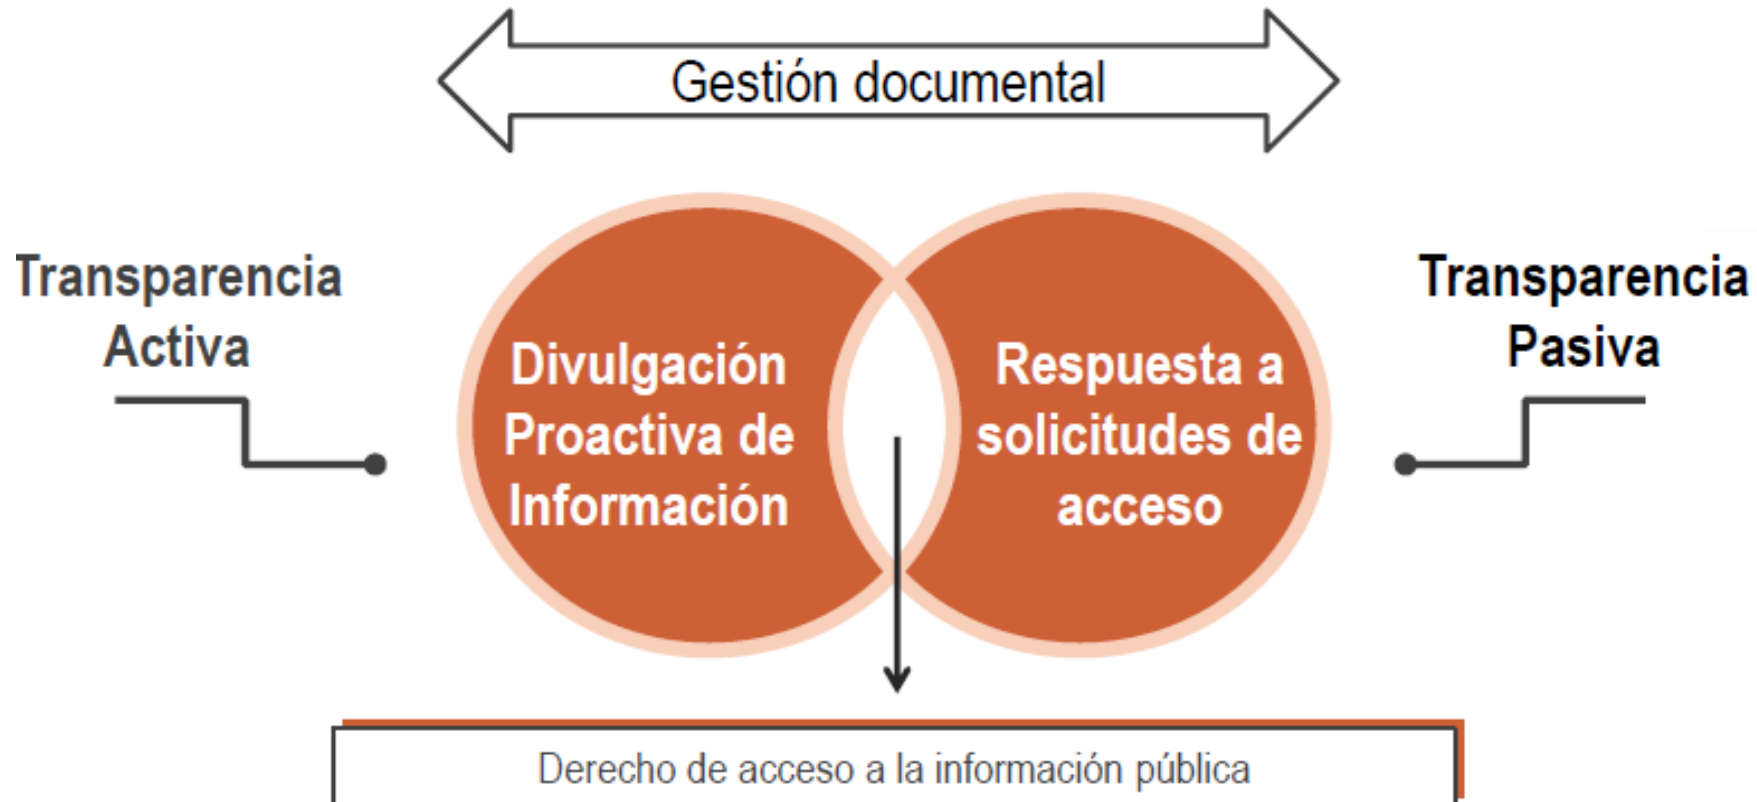 Gestión documental
Transparencia
Activa
Divulgación
Proactiva de
Información
Respuesta a
solicitudes de
acceso
Transparencia
Pasiva
Derecho de acceso a la información pública